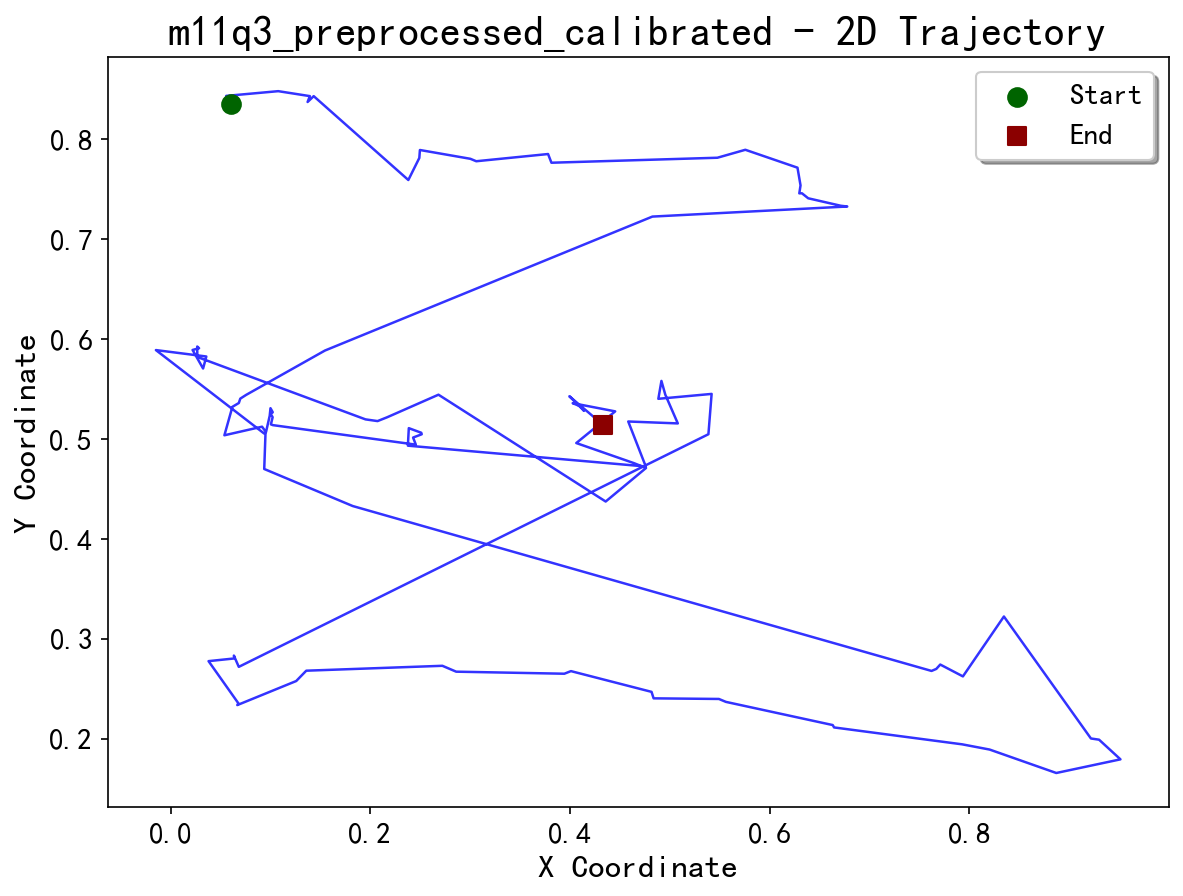 m11q3_preprocessed_calibrated - 2D Trajectory
Start
End
Y Coordinate
0.8
0.7
0.6
0.5
0.4
0.3
0.2
0.0 0.2 0.4 0.6 0.8
X Coordinate